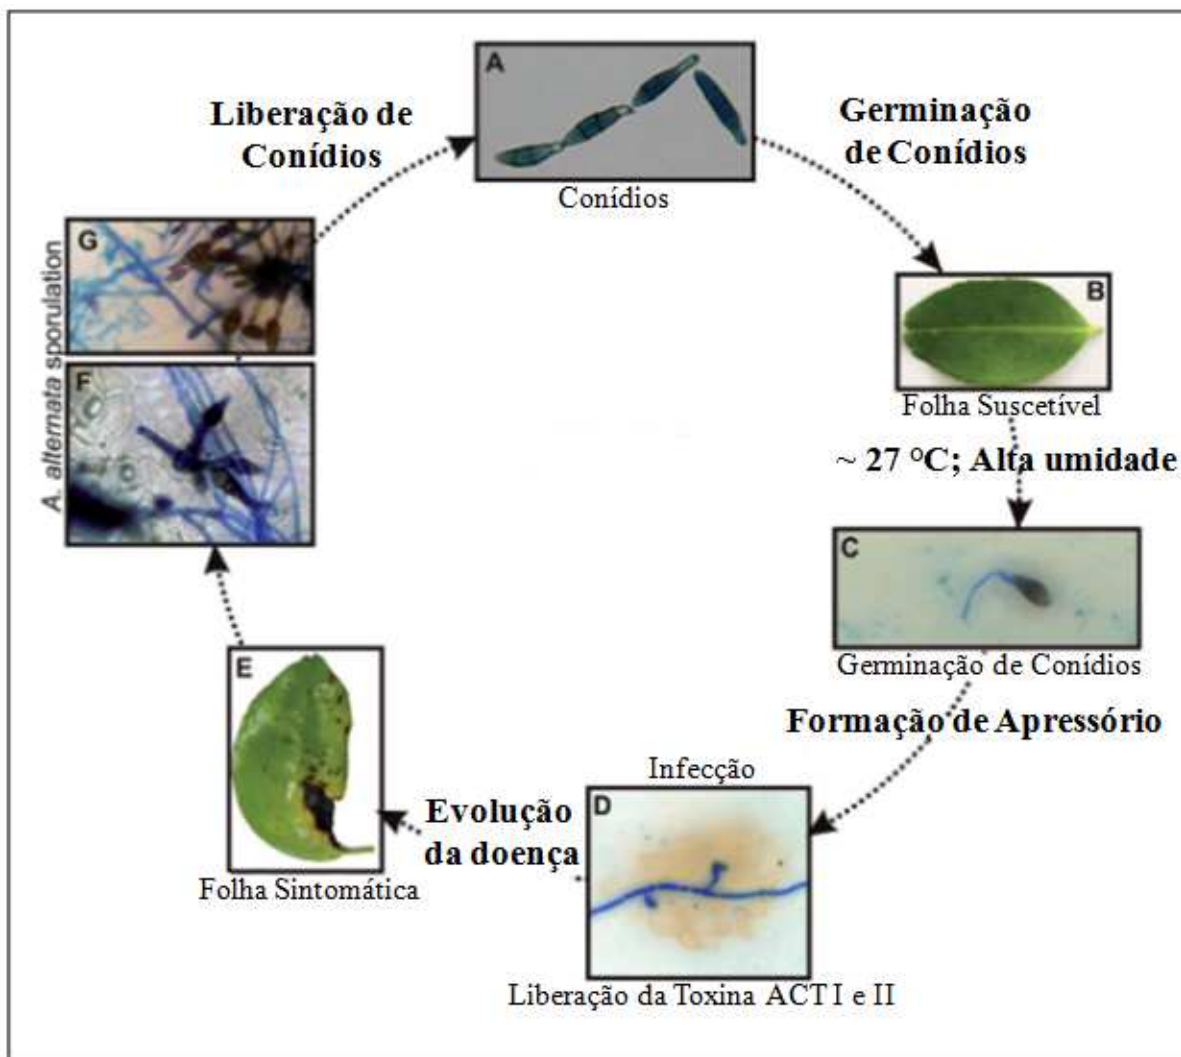 A
Conídios
Germinação
de Conídios
B
Folha Suscetível
~ 27 °C; Alta umidade
C
Germinação de Conídios
Formação de Apressório
Infecção
D
Liberação da Toxina ACT I e II
Evolução
da doença
E
Folha Sintomática
F
G
A. alternata sporulation
Liberação de
Conídios